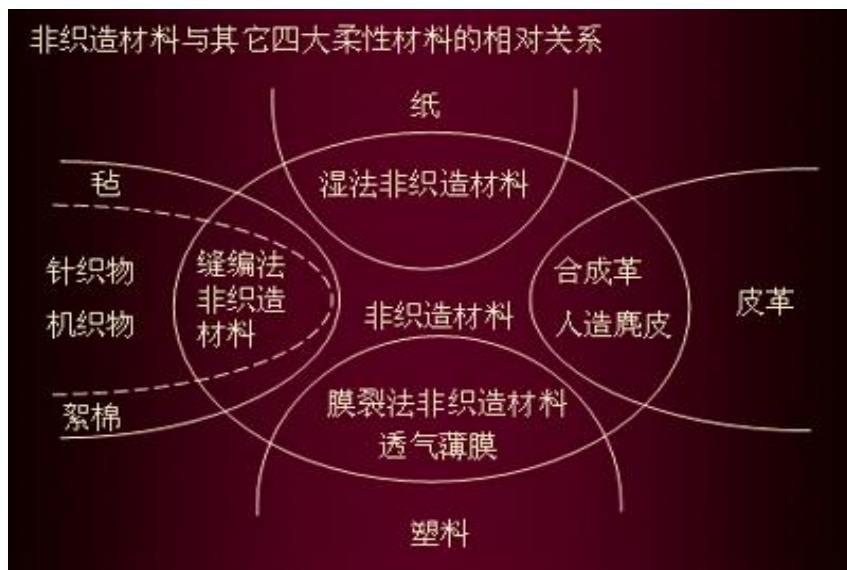 非织造材料与其它四大柔性材料的相对关系
纸
湿法非织造材料
毡
针织物
机织物
絮棉
缝编法
非织造
材料
非织造材料
合成革
人造麂皮
皮革
膜裂法非织造材料
透气薄膜
塑料